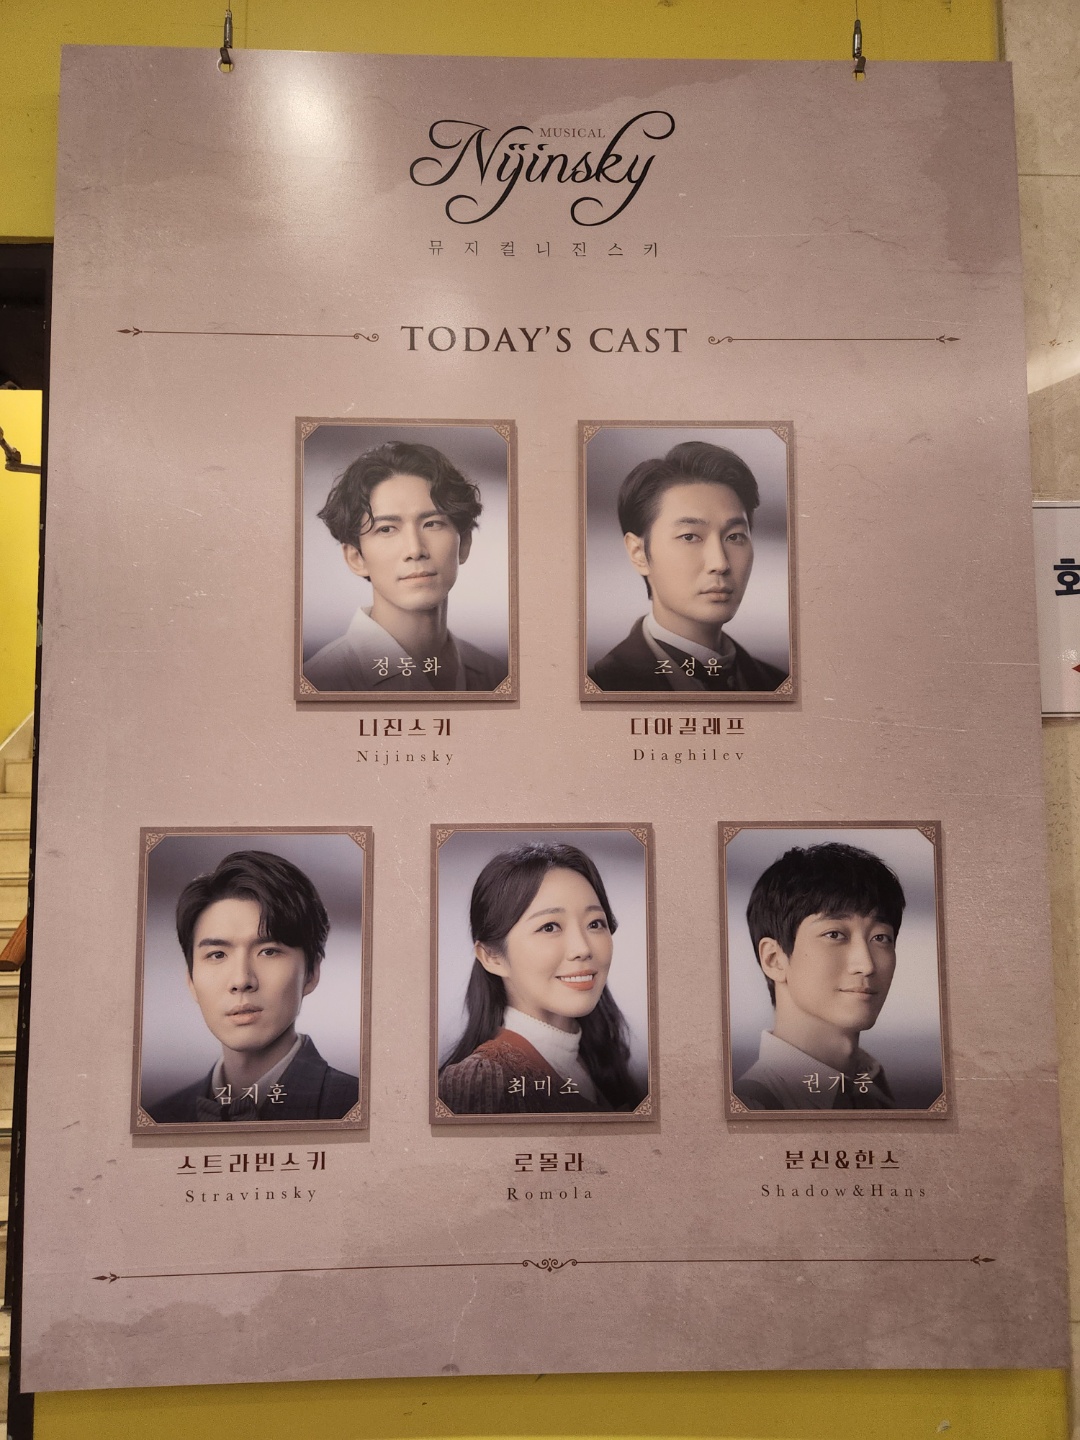 MUSICAL
Nijinsky
뮤지컬니진스키
TODAY'S CAST
정동화
조성윤
니진스키
디아길레프
Nijinsky
Diaghilev
김지훈
최미소
권기중
스트라빈스키
로몰라
분신&한스
Stravinsky
Romola
Shadow&Hans